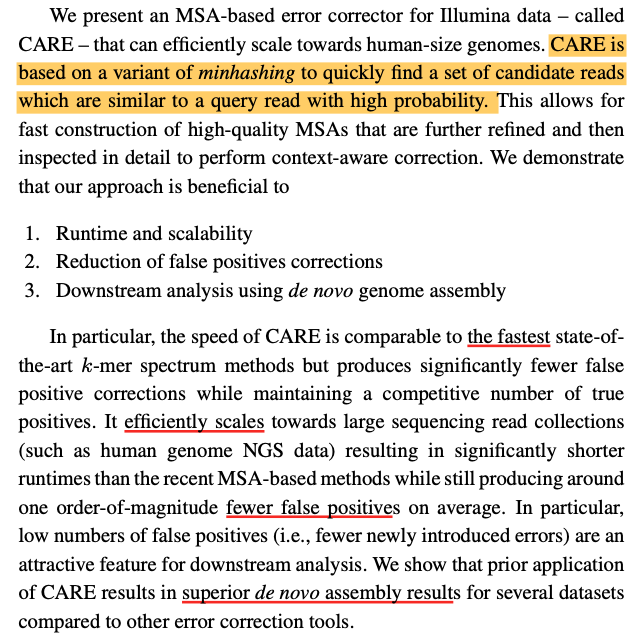 We present an MSA-based error corrector for Illumina data – called
CARE – that can efficiently scale towards human-size genomes. CARE is
based on a variant of minhashing to quickly find a set of candidate reads
which are similar to a query read with high probability. This allows for
fast construction of high-quality MSAs that are further refined and then
inspected in detail to perform context-aware correction. We demonstrate
that our approach is beneficial to
1. Runtime and scalability
2. Reduction of false positives corrections
3. Downstream analysis using de novo genome assembly
In particular, the speed of CARE is comparable to the fastest state-of-
the-art k-mer spectrum methods but produces significantly fewer false
positive corrections while maintaining a competitive number of true
positives. It efficiently scales towards large sequencing read collections
(such as human genome NGS data) resulting in significantly shorter
runtimes than the recent MSA-based methods while still producing around
one order-of-magnitude fewer false positives on average. In particular,
low numbers of false positives (i.e., fewer newly introduced errors) are an
attractive feature for downstream analysis. We show that prior application
of CARE results in superior de novo assembly results for several datasets
compared to other error correction tools.